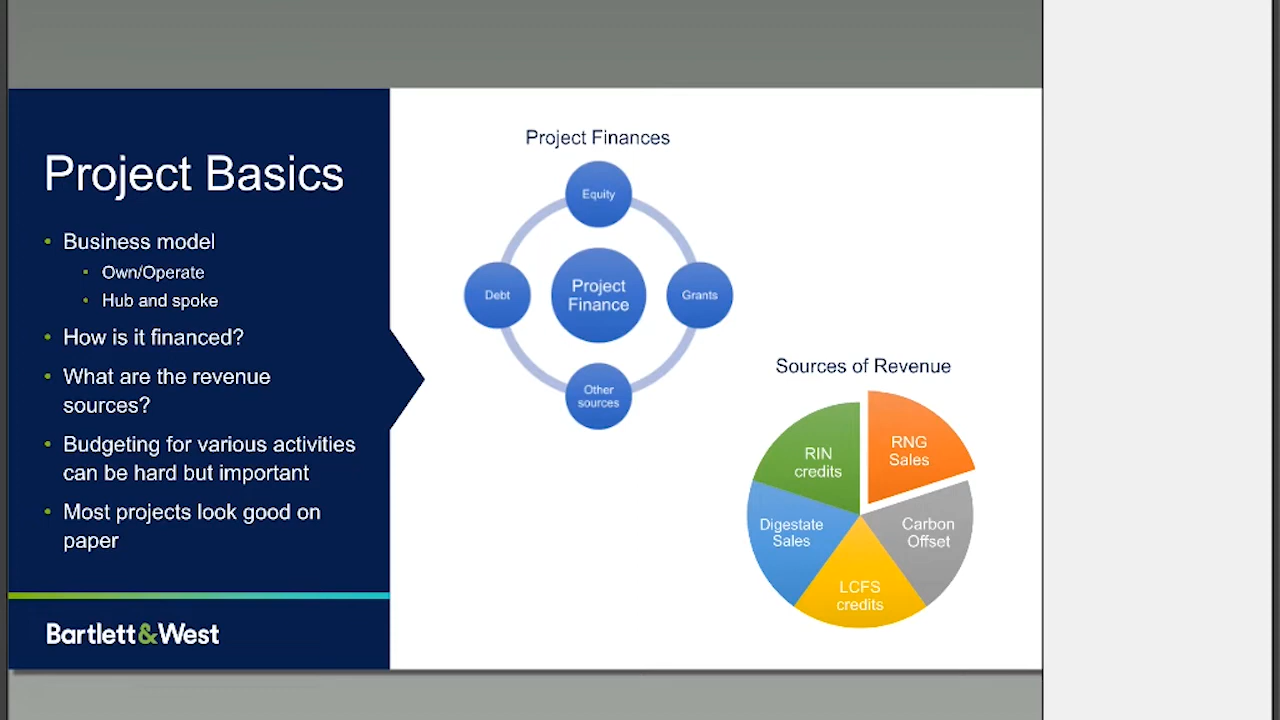 Project Basics
• Business model
• Own/Operate
• Hub and spoke
• How is it financed?
• What are the revenue
sources?
• Budgeting for various activities
can be hard but important
• Most projects look good on
paper
Bartlett&West
Project Finances
Equity
Debt
Project
Finance
Grants
Other
sources
Sources of Revenue
RIN
credits
RNG
Sales
Digestate
Sales
Carbon
Offset
LCFS
credits